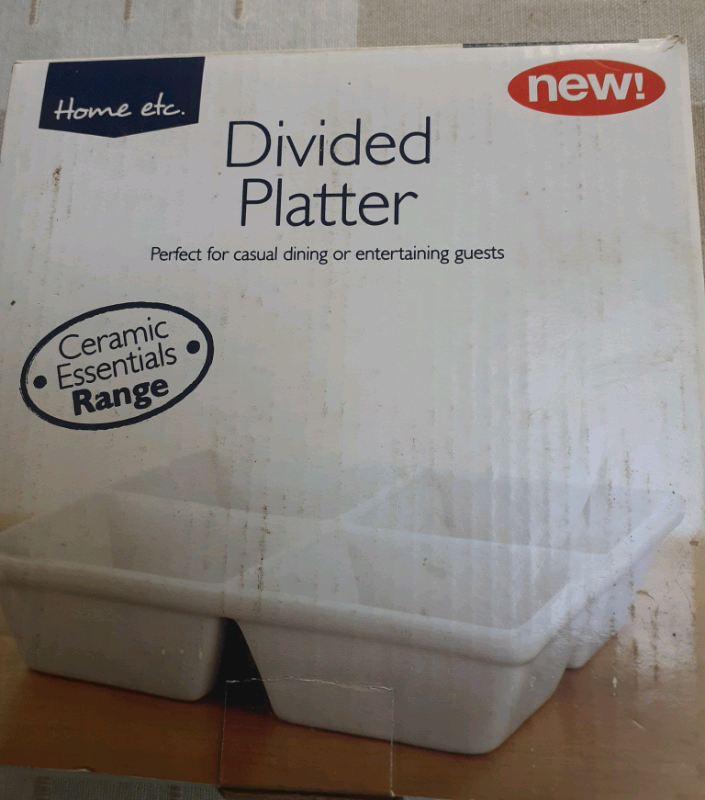 Home etc.
new!
Divided
Platter
Perfect for casual dining or entertaining guests
Ceramic
Essentials
Range